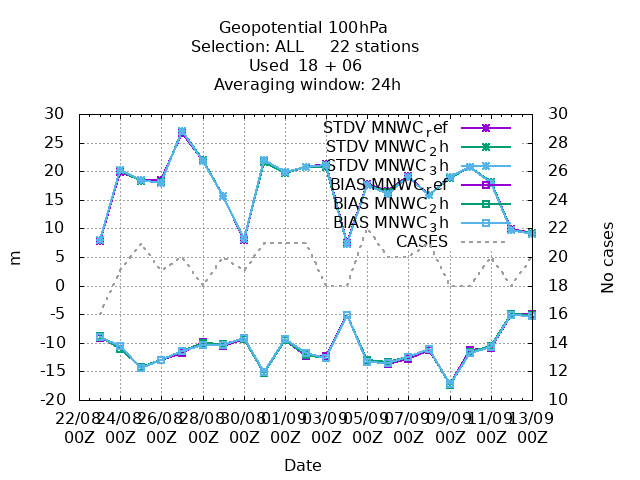 Geopotential 100hPa
Selection: ALL     22 stations
Used  18 + 06
Averaging window: 24h
30 25 20 15 10 5 0 -5 -10 -15 -20
m
STDV MNWC_ref
STDV MNWC_2h
STDV MNWC_3h
BIAS MNWC_ref
BIAS MNWC_2h
BIAS MNWC_3h
CASES
30 28 26 24 22 20 18 16 14 12 10
No cases
22/08 24/08 26/08 28/08 30/08 01/09 03/09 05/09 07/09 09/09 11/09 13/09
00Z 00Z 00Z 00Z 00Z 00Z 00Z 00Z 00Z 00Z 00Z 00Z
Date